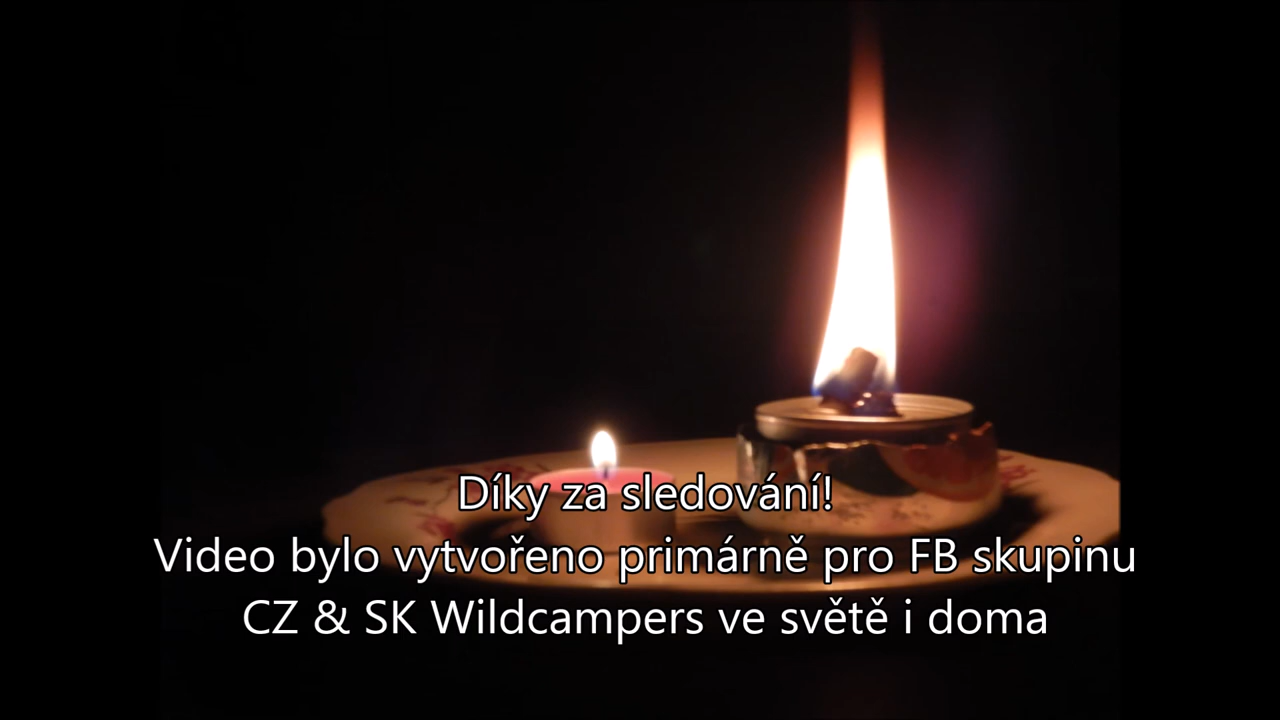 Díky za sledování!
Video bylo vytvořeno primárně pro FB skupinu
CZ & SK Wildcampers ve světě i doma